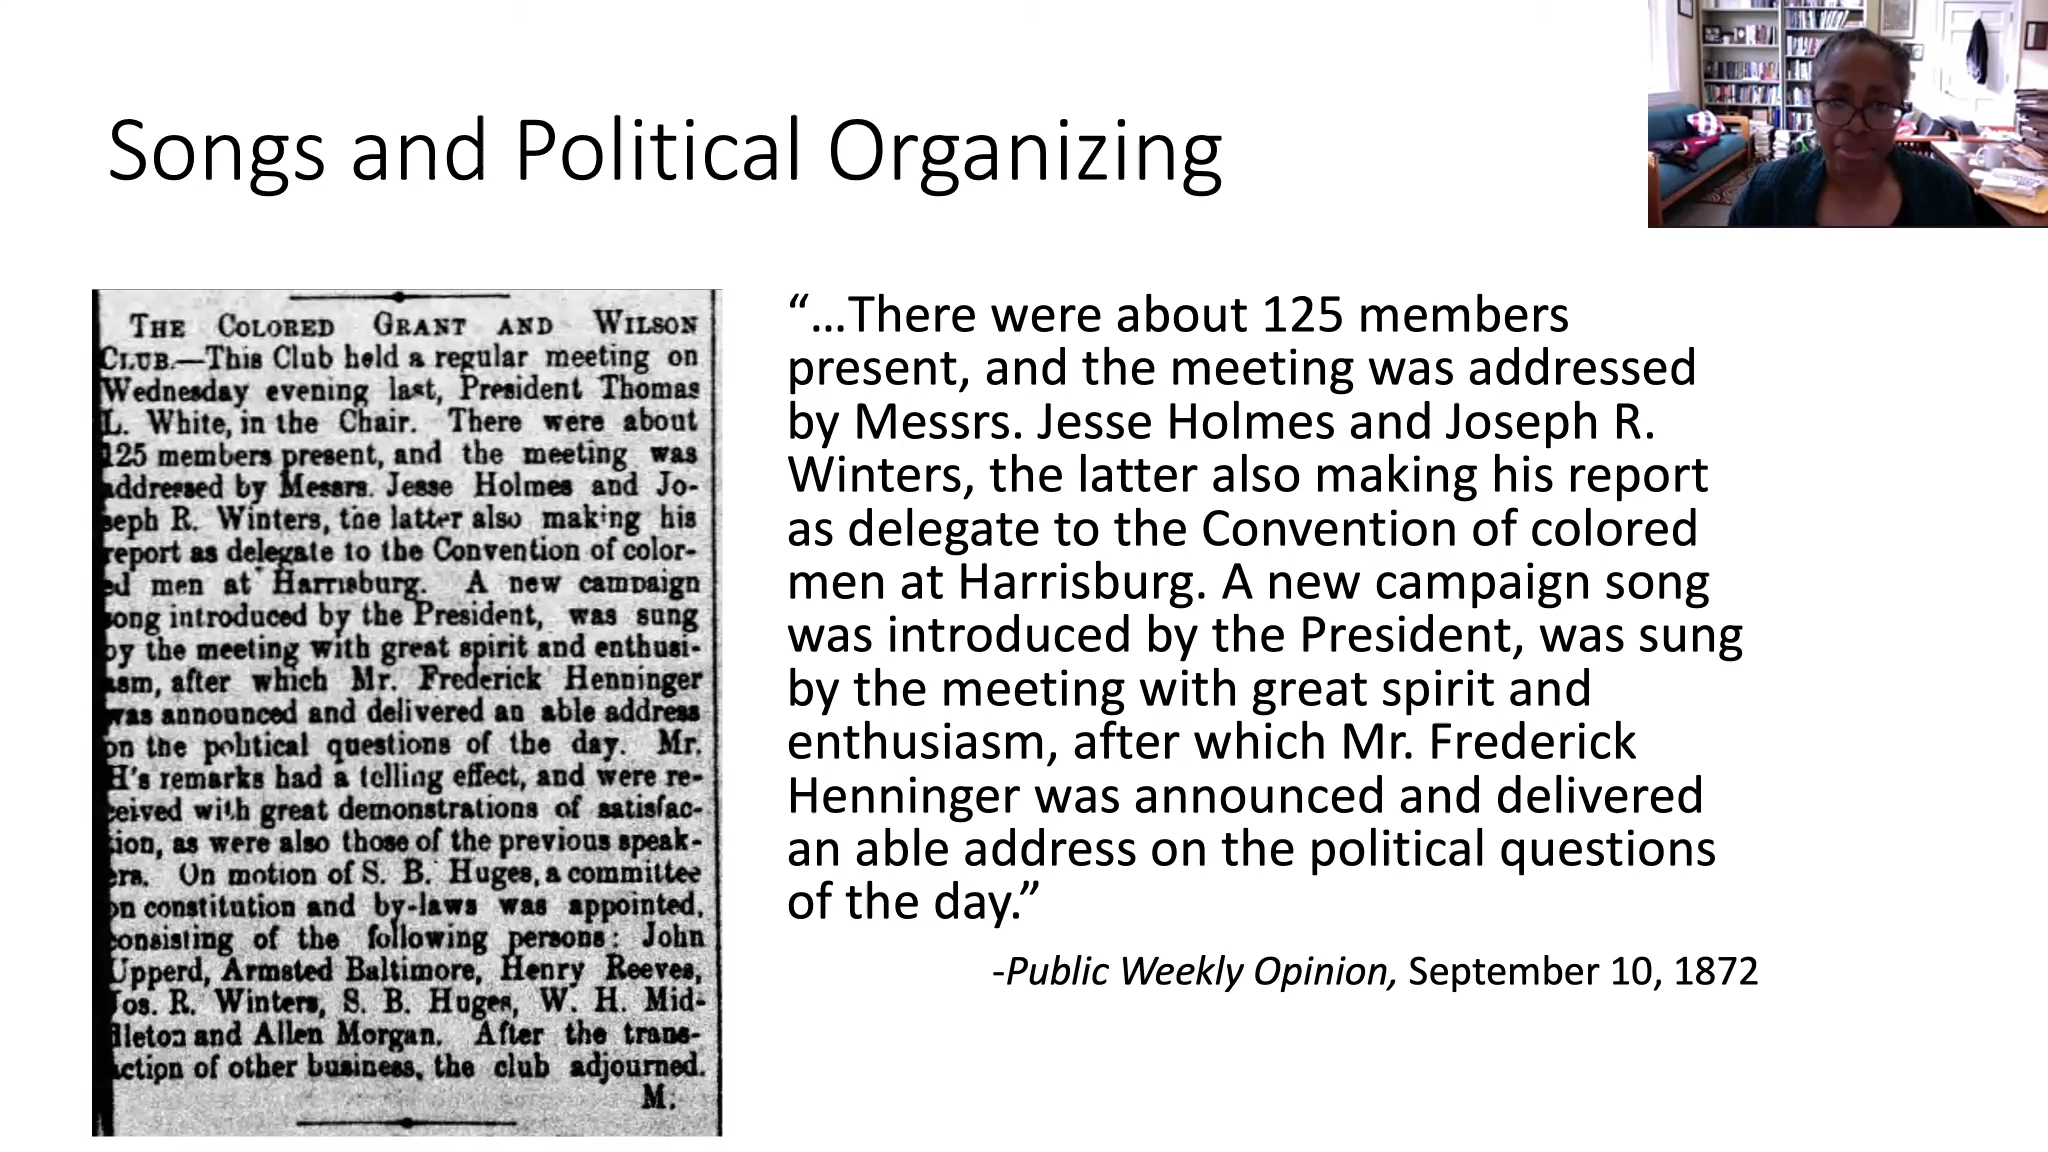 Songs and Political Organizing
THE COLORED GRANT AND WILSON
CLUB.—This Club held a regular meeting on
Wednesday evening last, President Thomas
L. White, in the Chair. There were about
125 members present, and the meeting was
addressed by Messrs. Jesse Holmes and Jo-
seph R. Winters, the latter also making his
report as delegate to the Convention of color-
ed men at Harrisburg. A new campaign
song introduced by the President, was sung
by the meeting with great spirit and enthusi-
asm, after which Mr. Frederick Henninger
was announced and delivered an able address
on the political questions of the day. Mr.
H's remarks had a telling effect, and were re-
ceived with great demonstrations of satisfac-
tion, as were also those of the previous speak-
ers. On motion of S. B. Huges, a committee
on constitution and by-laws was appointed,
consisting of the following persons: John
Upperd, Armsted Baltimore, Henry Reeves,
Jos. R. Winters, S. B. Huges, W. H. Mid-
dleton and Allen Morgan. After the trans-
action of other business, the club adjourned.
M.
“…There were about 125 members
present, and the meeting was addressed
by Messrs. Jesse Holmes and Joseph R.
Winters, the latter also making his report
as delegate to the Convention of colored
men at Harrisburg. A new campaign song
was introduced by the President, was sung
by the meeting with great spirit and
enthusiasm, after which Mr. Frederick
Henninger was announced and delivered
an able address on the political questions
of the day.”
-Public Weekly Opinion, September 10, 1872